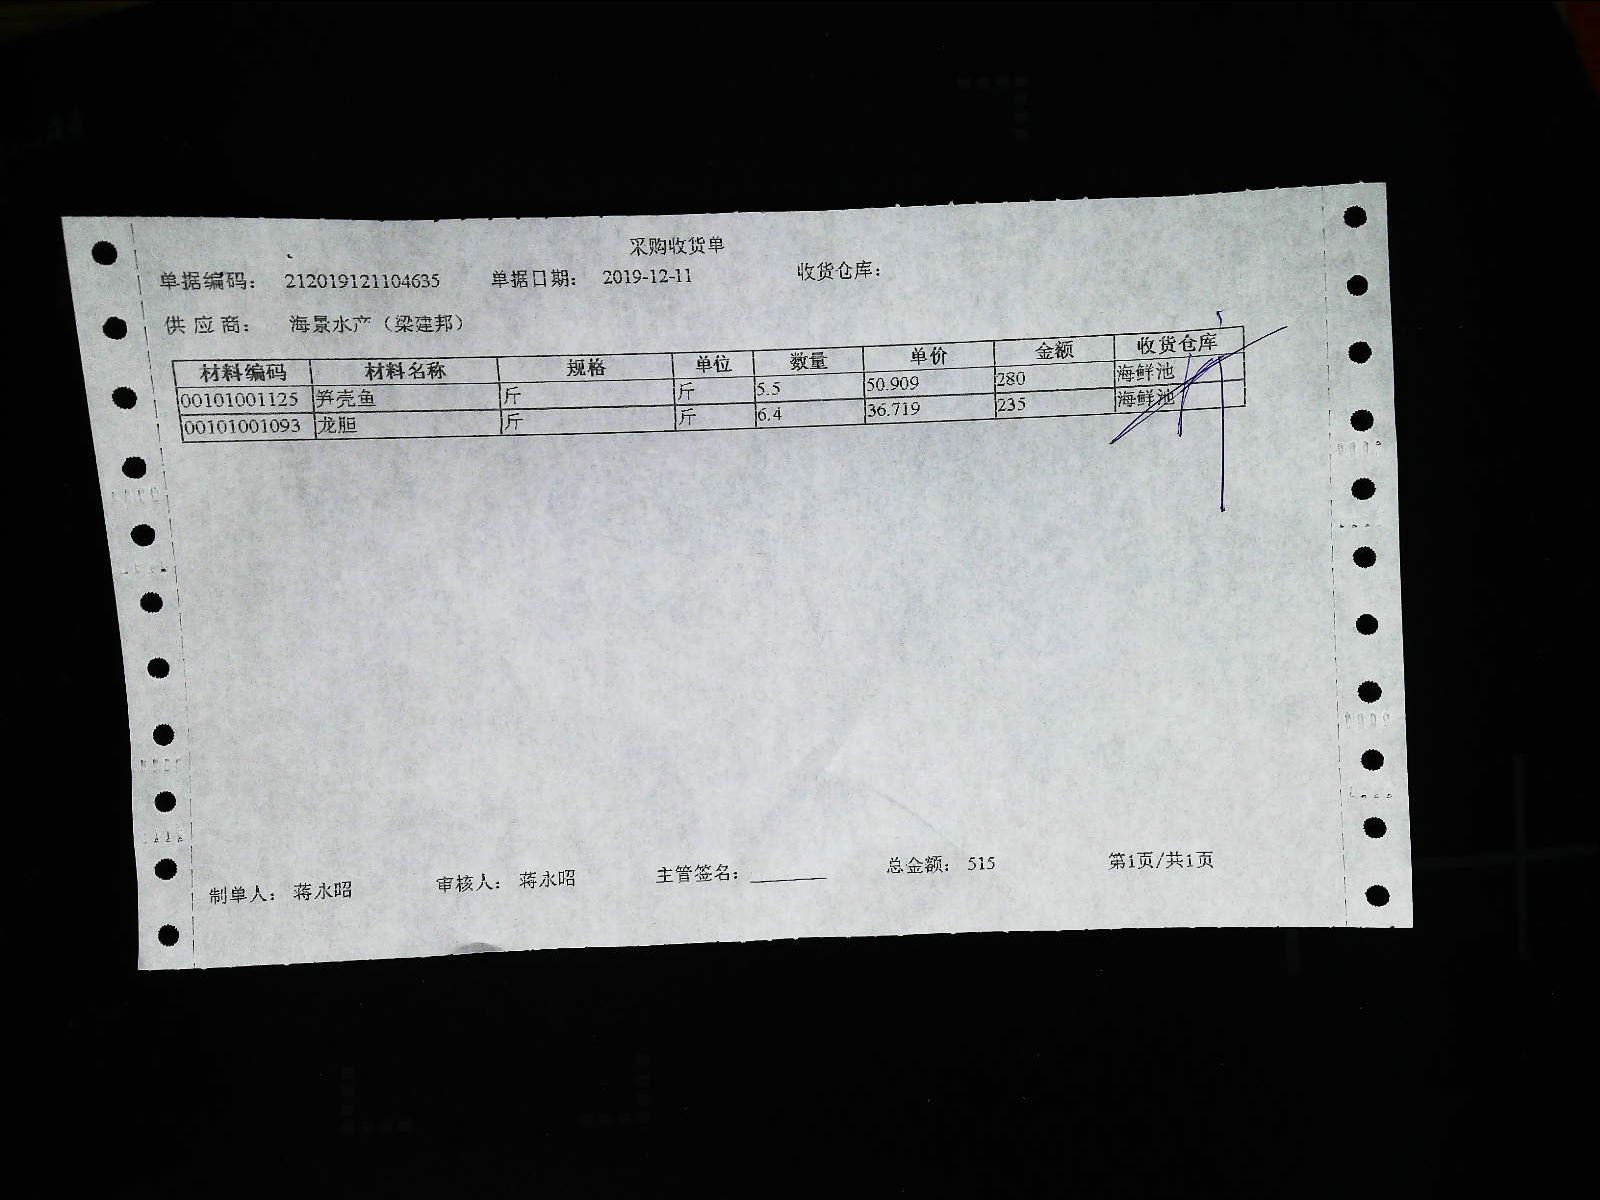 采购收货单
单据编码： 212019121104635 单据日期： 2019-12-11 收货仓库：
供应商： 海景水产（梁建邦）
材料编码 材料名称 规格 单位 数量 单价 金额 收货仓库
00101001125 笋壳鱼 斤 斤 5.5 50.909 280 海鲜池
00101001093 龙胆 斤 斤 6.4 36.719 235 海鲜池
制单人： 蒋永昭 审核人： 蒋永昭 主管签名：________ 总金额： 515 第1页/共1页